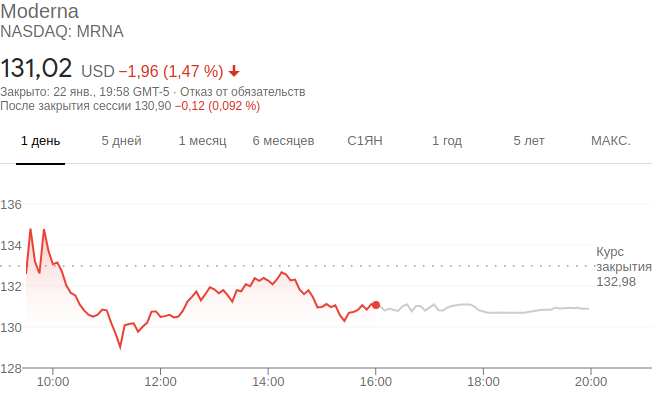 Moderna
NASDAQ: MRNA
131,02 USD −1,96 (1,47 %)
Закрыто: 22 янв., 19:58 GMT-5 · Отказ от обязательств
После закрытия сессии 130,90 −0,12 (0,092 %)
1 день 5 дней 1 месяц 6 месяцев С1ЯН 1 год 5 лет МАКС.
136
134
Курс
закрытия
132,98
132
130
128
10:00 12:00 14:00 16:00 18:00 20:00